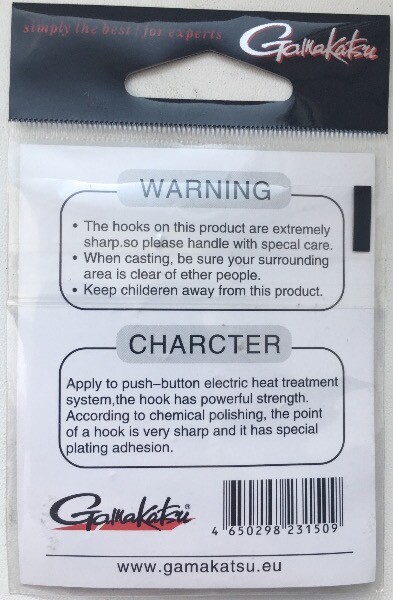 simply the best / for experts
Gamakatsu
WARNING
• The hooks on this product are extremely
sharp.so please handle with specal care.
• When casting, be sure your surrounding
area is clear of ether people.
• Keep childeren away from this product.
CHARCTER
Apply to push-button electric heat treatment
system,the hook has powerful strength.
According to chemical polishing, the point
of a hook is very sharp and it has special
plating adhesion.
Gamakatsu®
4 650298 231509
www.gamakatsu.eu